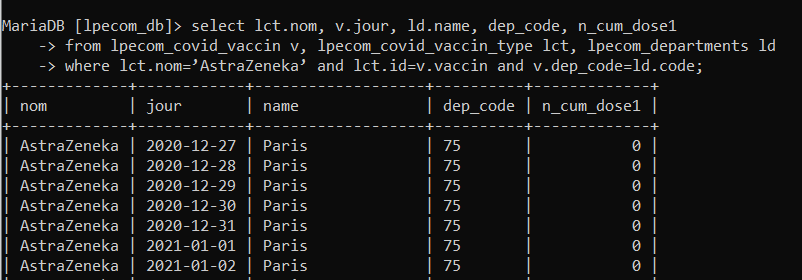 MariaDB [lpecom_db]> select lct.nom, v.jour, ld.name, dep_code, n_cum_dose1
    -> from lpecom_covid_vaccin v, lpecom_covid_vaccin_type lct, lpecom_departments ld
    -> where lct.nom=’AstraZeneka’ and lct.id=v.vaccin and v.dep_code=ld.code;
+-------------+------------+------------------+----------+-------------+
| nom         | jour       | name             | dep_code | n_cum_dose1 |
+-------------+------------+------------------+----------+-------------+
| AstraZeneka | 2020-12-27 | Paris            | 75       |           0 |
| AstraZeneka | 2020-12-28 | Paris            | 75       |           0 |
| AstraZeneka | 2020-12-29 | Paris            | 75       |           0 |
| AstraZeneka | 2020-12-30 | Paris            | 75       |           0 |
| AstraZeneka | 2020-12-31 | Paris            | 75       |           0 |
| AstraZeneka | 2021-01-01 | Paris            | 75       |           0 |
| AstraZeneka | 2021-01-02 | Paris            | 75       |           0 |